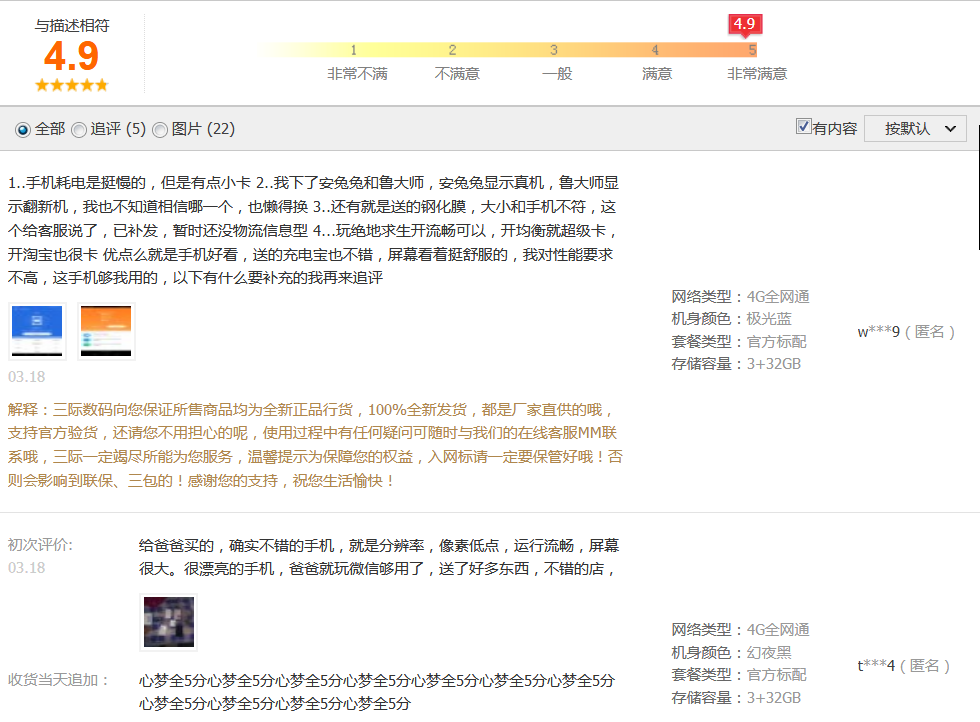 与描述相符
4.9
4.9
1 2 3 4 5
非常不满 不满意 一般 满意 非常满意
全部 追评 (5) 图片 (22)
有内容 按默认
1..手机耗电是挺慢的，但是有点小卡 2..我下了安兔兔和鲁大师，安兔兔显示真机，鲁大师显
示翻新机，我也不知道相信哪一个，也懒得换 3..还有就是送的钢化膜，大小和手机不符，这
个给客服说了，已补发，暂时还没物流信息型 4...玩绝地求生开流畅可以，开均衡就超级卡，
开淘宝也很卡 优点么就是手机好看，送的充电宝也不错，屏幕看着挺舒服的，我对性能要求
不高，这手机够我用的，以下有什么要补充的我再来追评
03.18
网络类型：4G全网通
机身颜色：极光蓝
套餐类型：官方标配
存储容量：3+32GB
w***9（匿名）
解释：三际数码向您保证所售商品均为全新正品行货，100%全新发货，都是厂家直供的哦，
支持官方验货，还请您不用担心的呢，使用过程中有任何疑问可随时与我们的在线客服MM联
系哦，三际一定竭尽所能为您服务，温馨提示为保障您的权益，入网标请一定要保管好哦！否
则会影响到联保、三包的！感谢您的支持，祝您生活愉快！
初次评价:
03.18
给爸爸买的，确实不错的手机，就是分辨率，像素低点，运行流畅，屏幕
很大。很漂亮的手机，爸爸就玩微信够用了，送了好多东西，不错的店，
网络类型：4G全网通
机身颜色：幻夜黑
套餐类型：官方标配
存储容量：3+32GB
t***4（匿名）
收货当天追加：
心梦全5分心梦全5分心梦全5分心梦全5分心梦全5分心梦全5分心梦全5分
心梦全5分心梦全5分心梦全5分心梦全5分